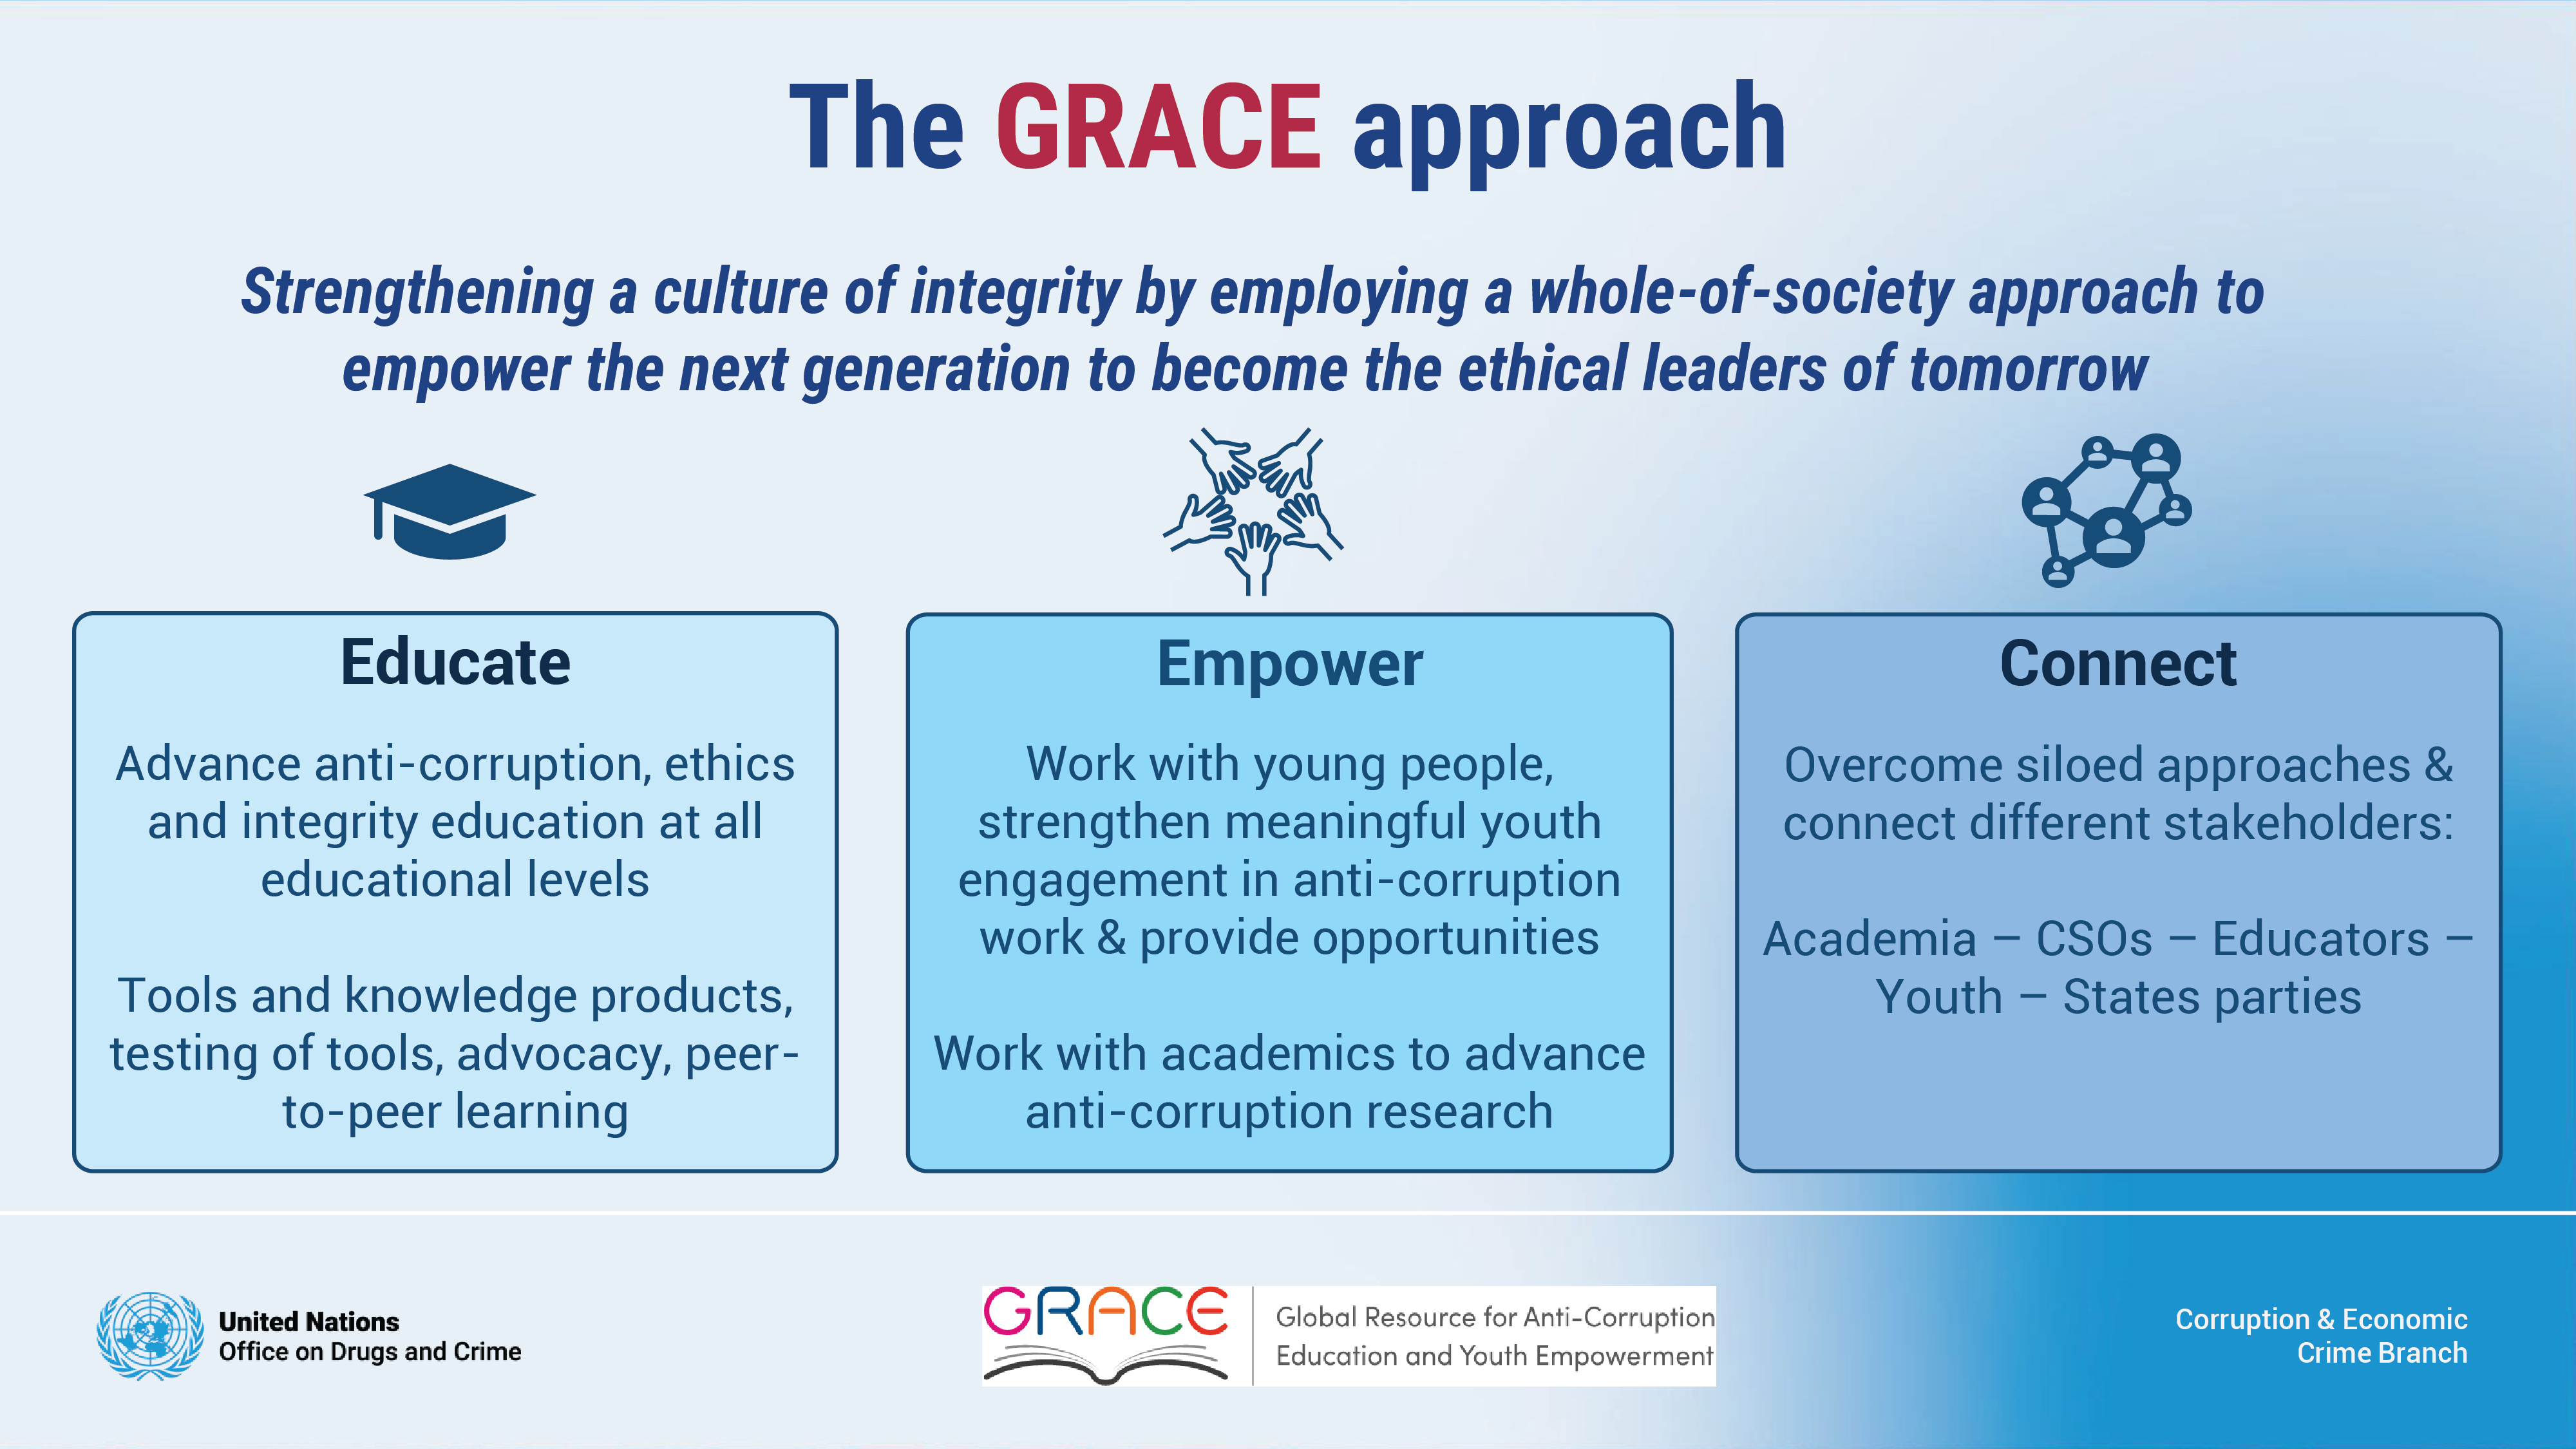 The GRACE approach
Strengthening a culture of integrity by employing a whole-of-society approach to
empower the next generation to become the ethical leaders of tomorrow
Educate
Advance anti-corruption, ethics
and integrity education at all
educational levels
Tools and knowledge products,
testing of tools, advocacy, peer-
to-peer learning
Empower
Work with young people,
strengthen meaningful youth
engagement in anti-corruption
work & provide opportunities
Work with academics to advance
anti-corruption research
Connect
Overcome siloed approaches &
connect different stakeholders:
Academia – CSOs – Educators –
Youth – States parties
United Nations
Office on Drugs and Crime
GRACE
Global Resource for Anti-Corruption
Education and Youth Empowerment
Corruption & Economic
Crime Branch